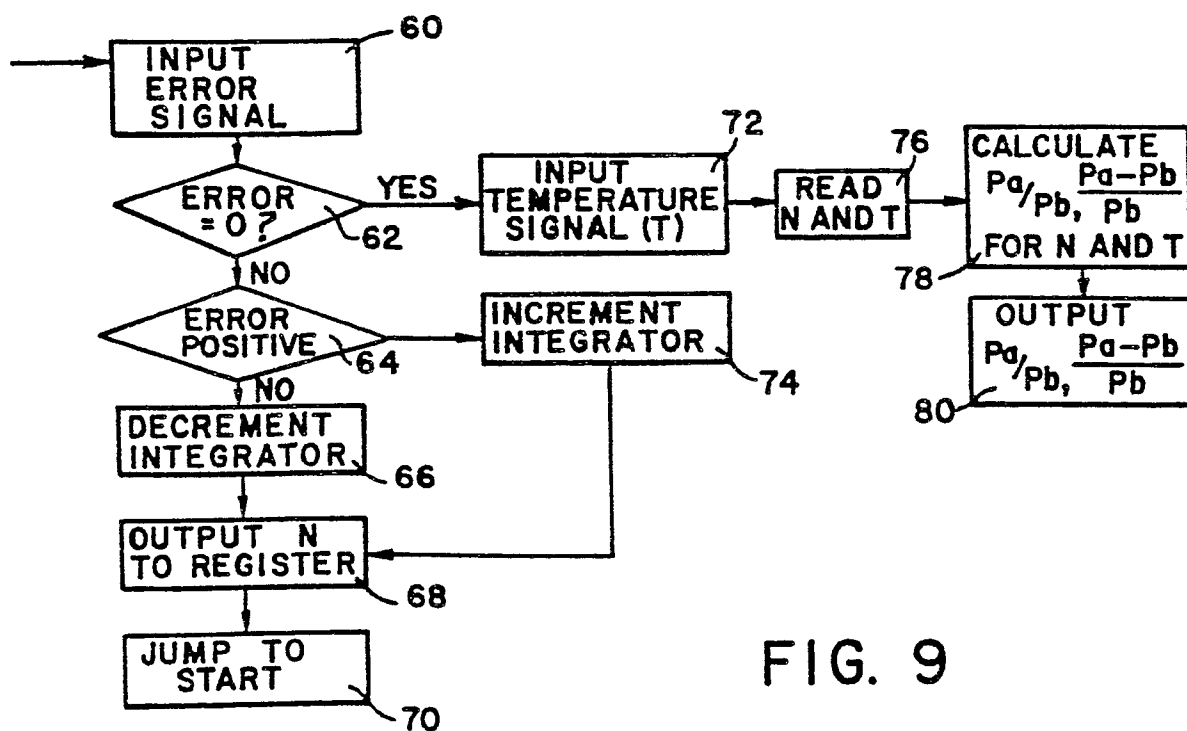 60
INPUT
ERROR
SIGNAL
ERROR
= 0 ?
62
YES
NO
72
INPUT
TEMPERATURE
SIGNAL (T)
76
READ
N AND T
CALCULATE
Pa/Pb, Pa-Pb
Pb
FOR N AND T
78
ERROR
POSITIVE
64
NO
INCREMENT
INTEGRATOR
74
OUTPUT
Pa/Pb, Pa-Pb
Pb
80
DECREMENT
INTEGRATOR
66
OUTPUT N
TO REGISTER
68
JUMP TO
START
70
FIG. 9